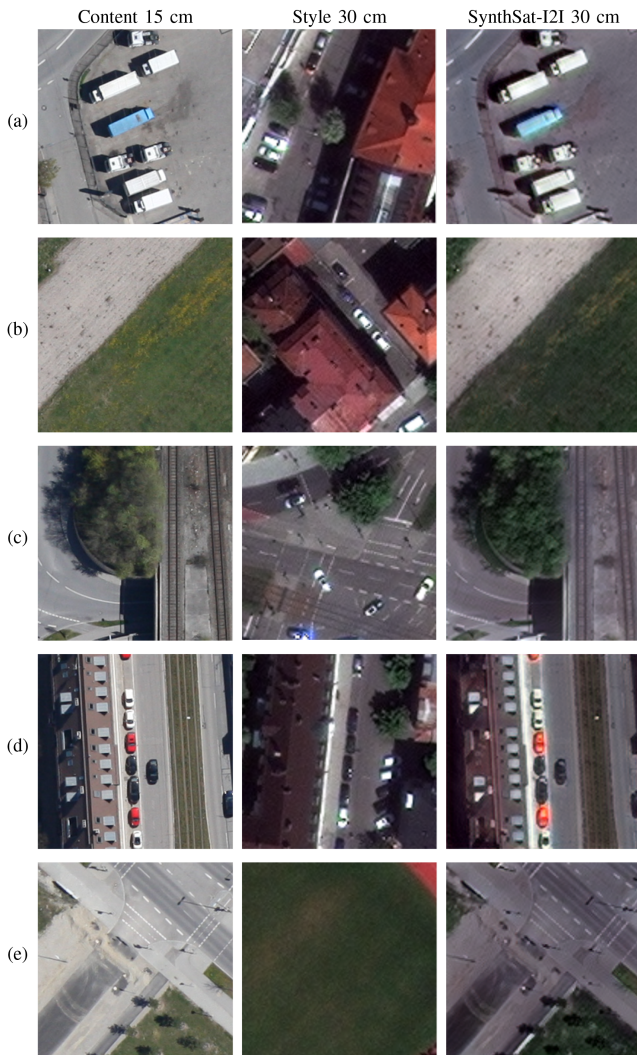 Content 15 cm Style 30 cm SynthSat-I2I 30 cm
(a)
(b)
(c)
(d)
(e)